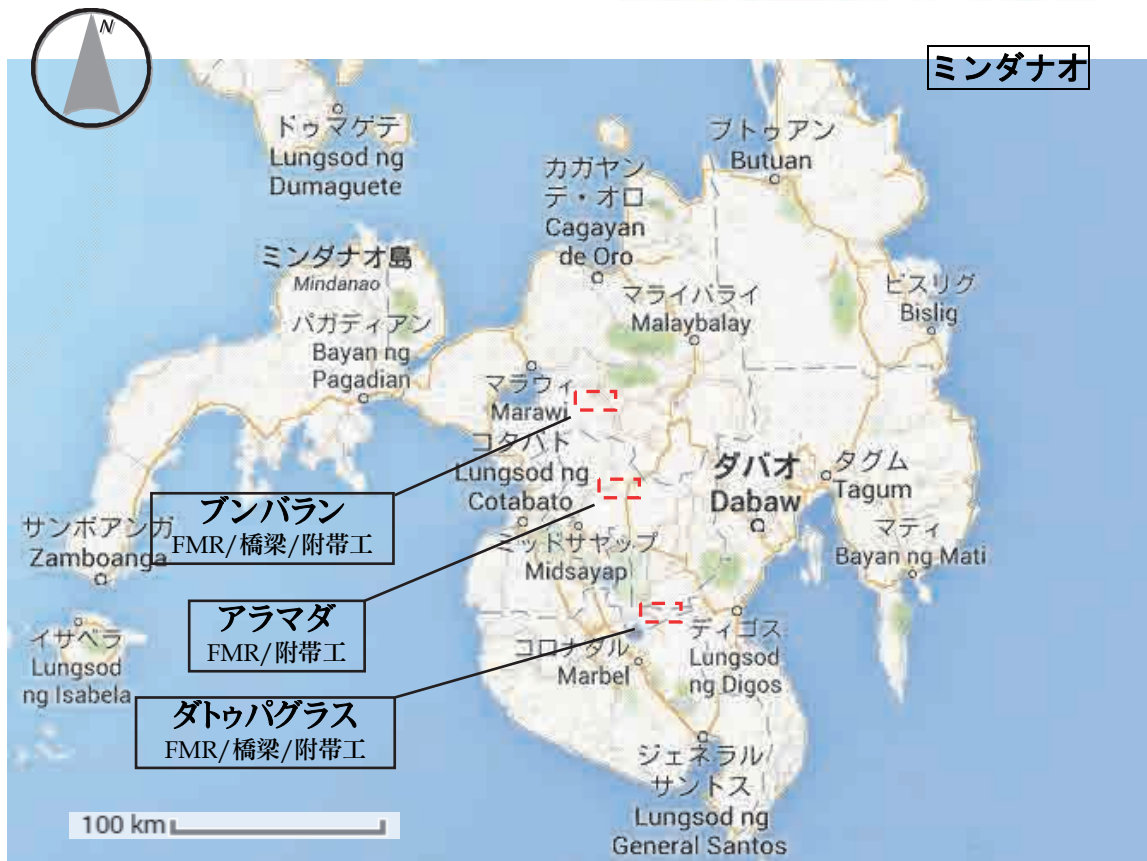 N
ミンダナオ
ドゥマゲテ
Lungsod ng
Dumaguete
ブトゥアン
Butuan
カガヤン
デ・オロ
Cagayan
de Oro
ミンダナオ島
Mindanao
ビスリグ
Bislig
マライバライ
Malaybalay
パガディアン
Bayan ng
Pagadian
マラウィ
Marawi
コタバト
Lungsod ng
Cotabato
ダバオ
Dabaw
タグム
Tagum
ブンバラン
FMR/橋梁/附帯工
サンボアンガ
Zamboanga
ミッドサヤップ
Midsayap
マティ
Bayan ng Mati
アラマダ
FMR/附帯工
イサベラ
Lungsod
ng Isabela
コロナダル
Marbel
ディゴス
Lungsod
ng Digos
ダトゥパグラス
FMR/橋梁/附帯工
ジェネラル
サントス
Lungsod ng
General Santos
100 km